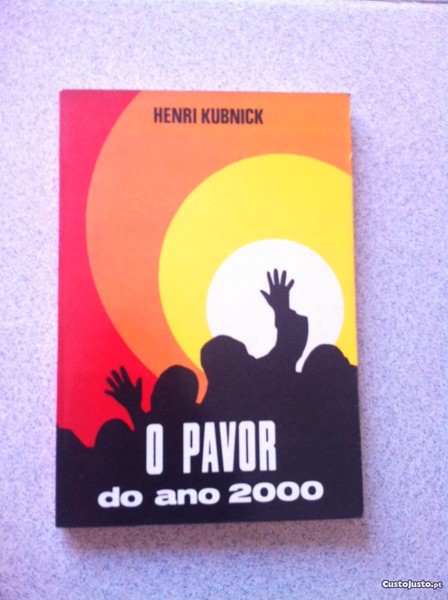 HENRI KUBNICK
O PAVOR
do ano 2000
CustoJusto.pt